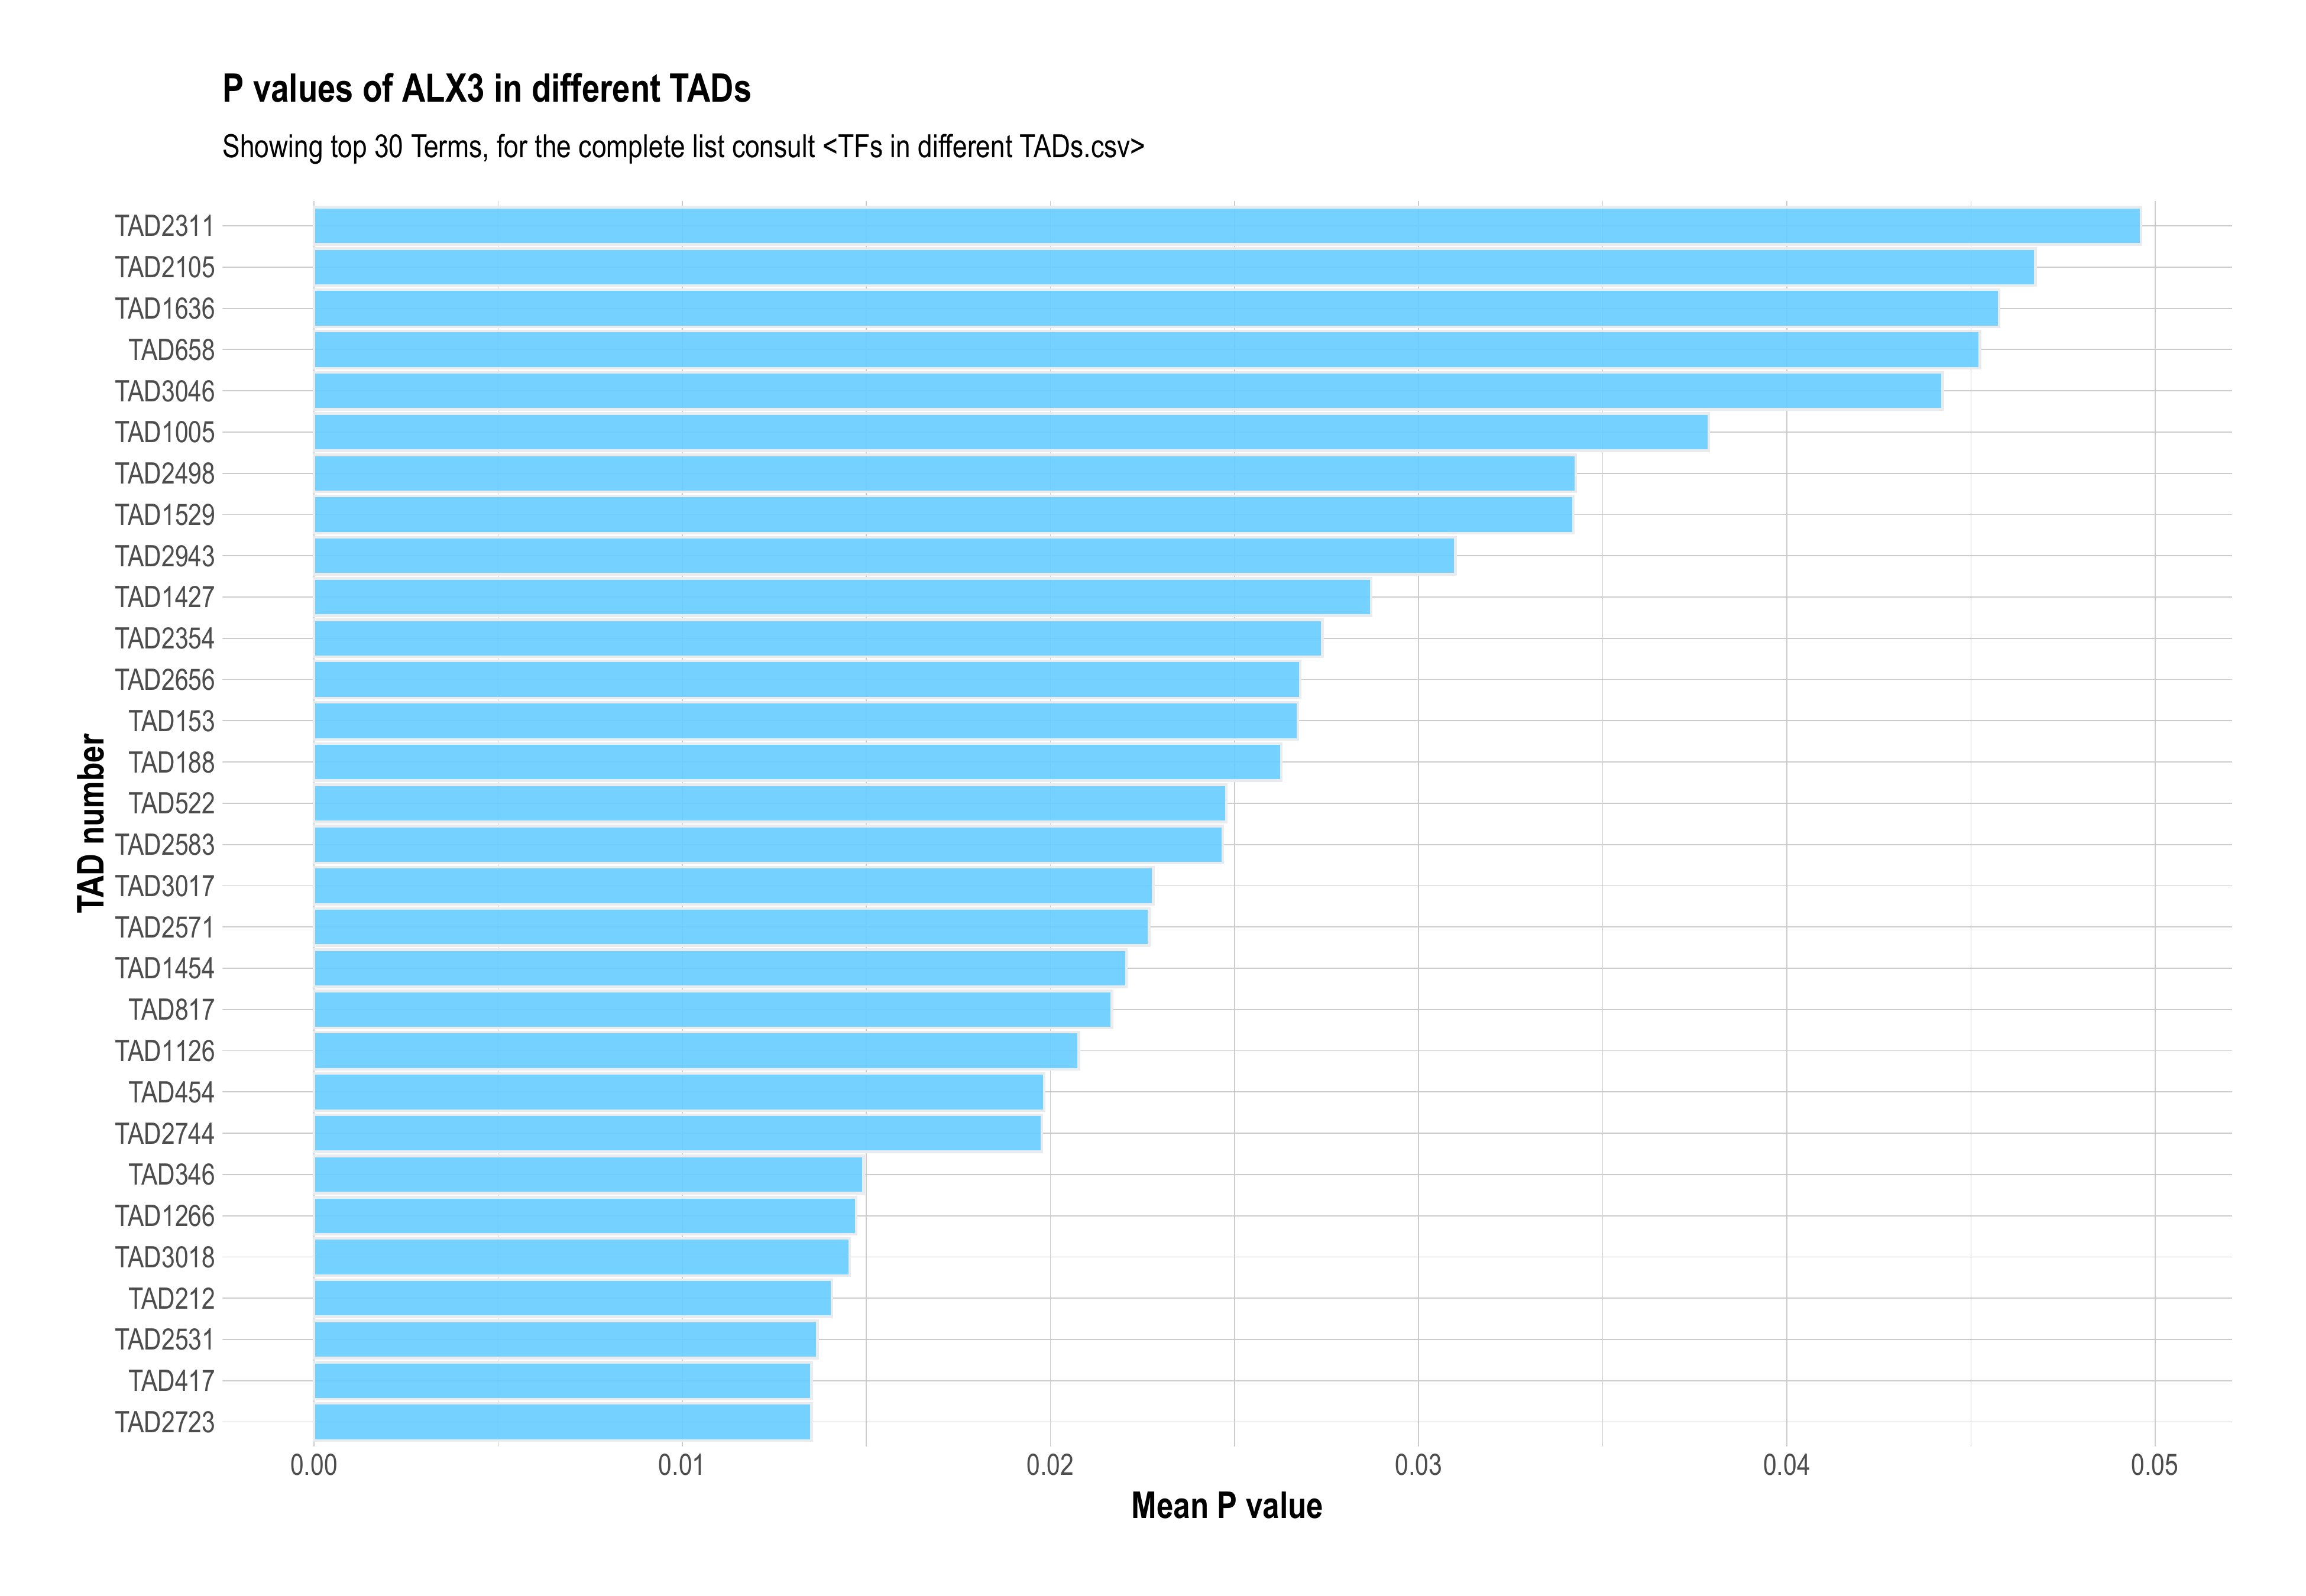 P values of ALX3 in different TADs
Showing top 30 Terms, for the complete list consult <TFs in different TADs.csv>
TAD number
TAD2311
TAD2105
TAD1636
TAD658
TAD3046
TAD1005
TAD2498
TAD1529
TAD2943
TAD1427
TAD2354
TAD2656
TAD153
TAD188
TAD522
TAD2583
TAD3017
TAD2571
TAD1454
TAD817
TAD1126
TAD454
TAD2744
TAD346
TAD1266
TAD3018
TAD212
TAD2531
TAD417
TAD2723
0.00 0.01 0.02 0.03 0.04 0.05
Mean P value